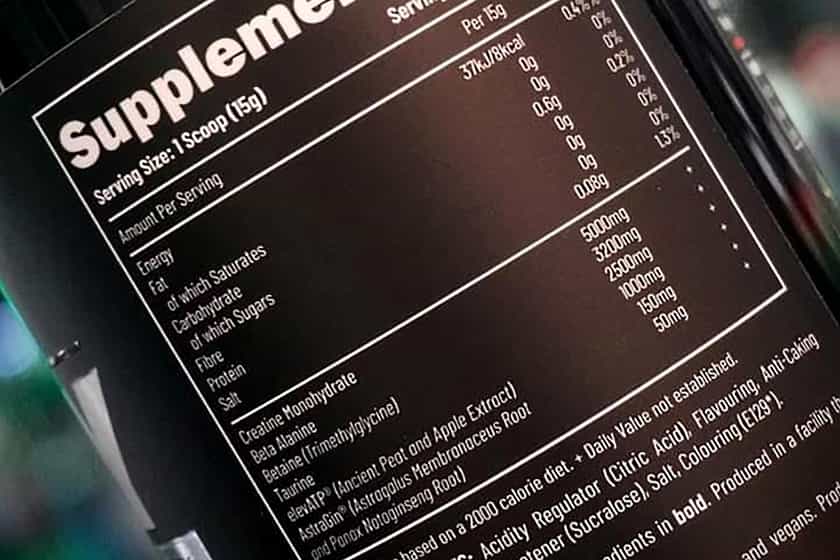 Supplement
Serving Size: 1 Scoop (15g)
Amount Per Serving Per 15g
Energy 37kJ/8kcal 0.4%
Fat 0g 0%
of which Saturates 0g 0%
Carbohydrate 0.6g 0.2%
of which Sugars 0g 0%
Fibre 0g 0%
Protein 0g 0%
Salt 0.08g 1.3%
Creatine Monohydrate 5000mg +
Beta Alanine 3200mg +
Betaine (Trimethylglycine) 2500mg +
Taurine 1000mg +
elevATP® (Ancient Peat and Apple Extract) 150mg +
AstraGin® (Astragalus Membranaceus Root 50mg +
and Panax Notoginseng Root)
based on a 2000 calorie diet. + Daily Value not established.
Acidity Regulator (Citric Acid), Flavouring, Anti-Caking
(Sucralose), Salt, Colouring (E129*).
in bold. Produced in a facility
and vegans.